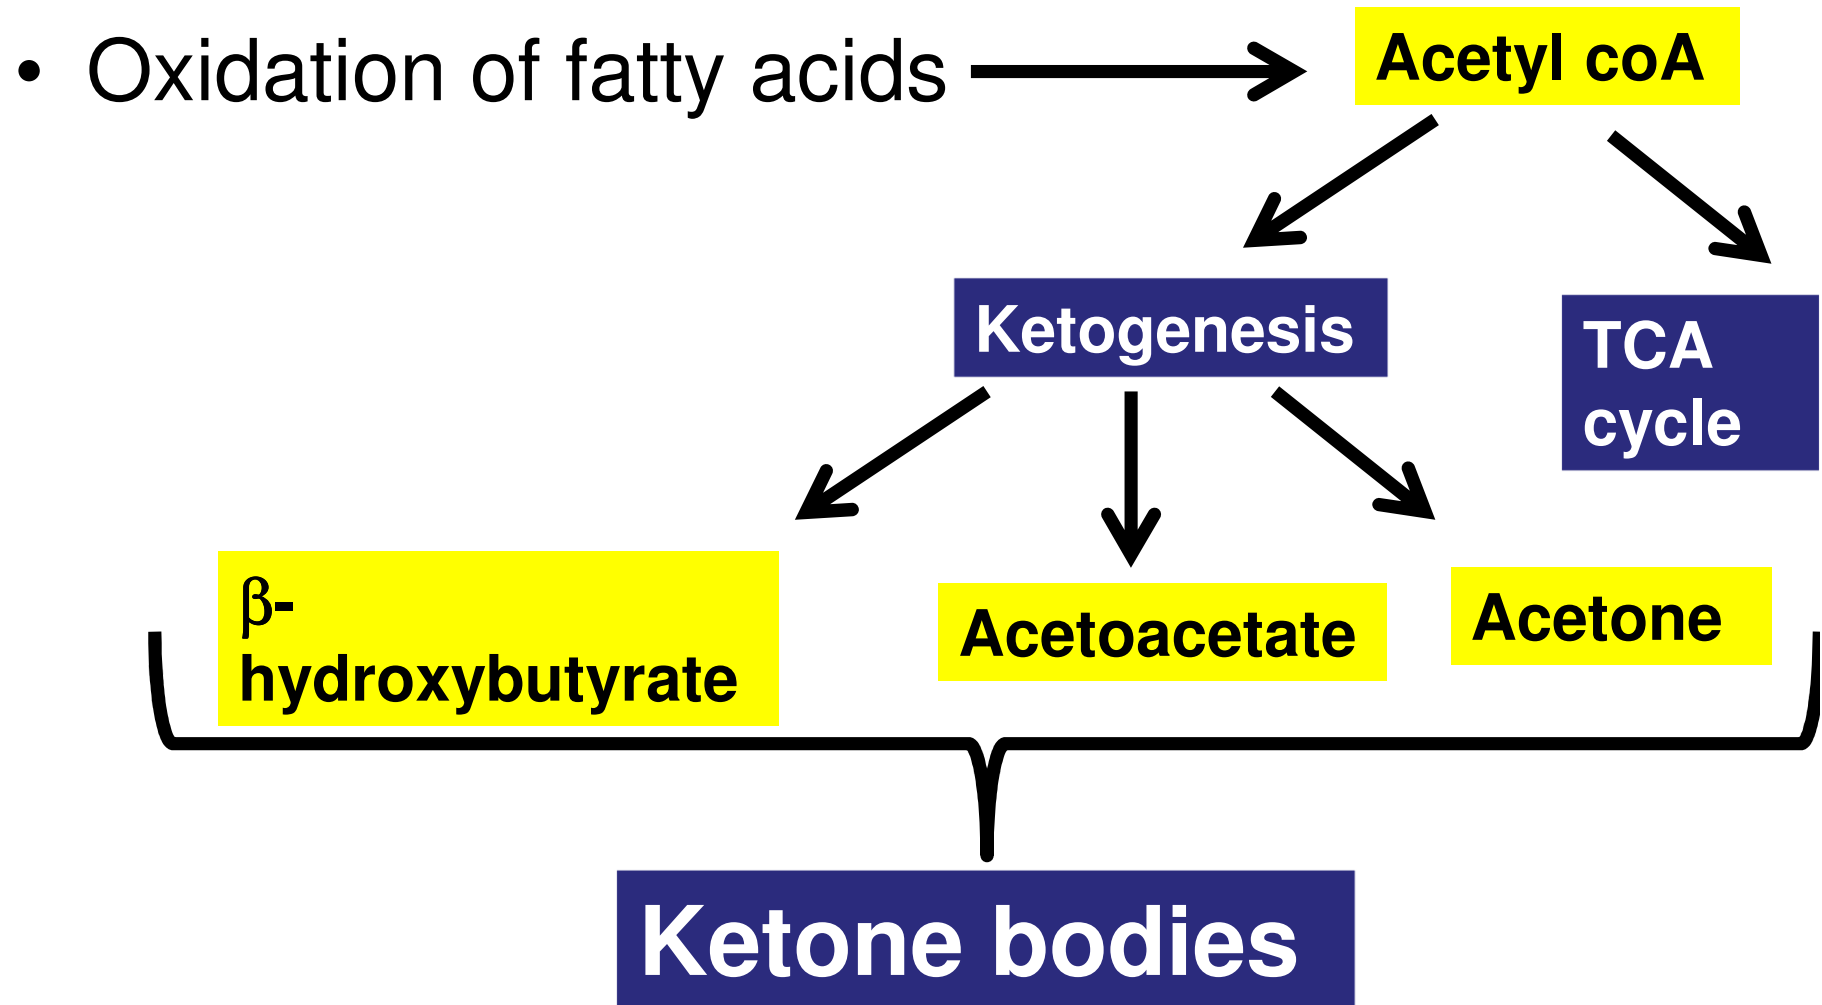 • Oxidation of fatty acids
Acetyl coA
Ketogenesis
TCA
cycle
β-
hydroxybutyrate
Acetoacetate
Acetone
Ketone bodies